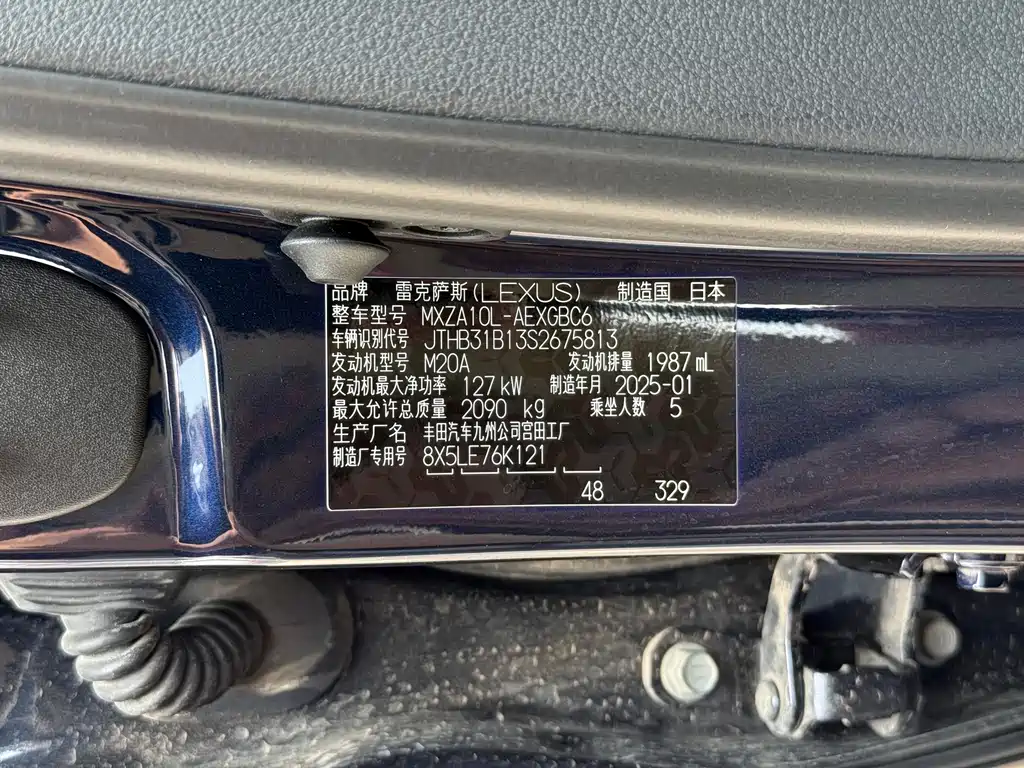 品牌 雷克萨斯(LEXUS) 制造国 日本
整车型号 MXZA10L-AEXGBC6
车辆识别代号 JTHB31B13S2675813
发动机型号 M20A 发动机排量 1987 mL
发动机最大净功率 127 kW 制造年月 2025-01
最大允许总质量 2090 kg 乘坐人数 5
生产厂名 丰田汽车九州公司宫田工厂
制造厂专用号 8X5LE76K121
48 329